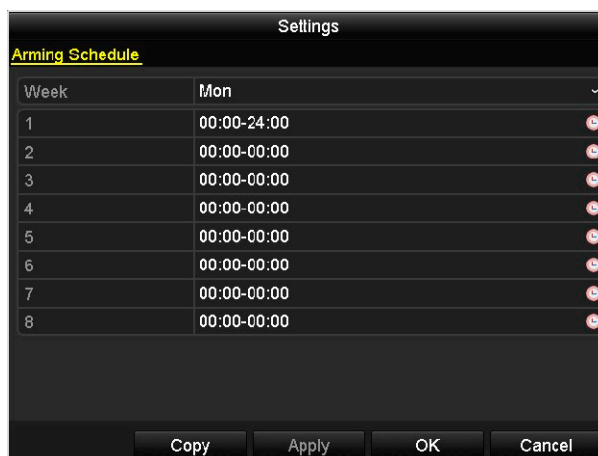 Settings
Arming Schedule
Week Mon
1 00:00-24:00
2 00:00-00:00
3 00:00-00:00
4 00:00-00:00
5 00:00-00:00
6 00:00-00:00
7 00:00-00:00
8 00:00-00:00
Copy Apply OK Cancel